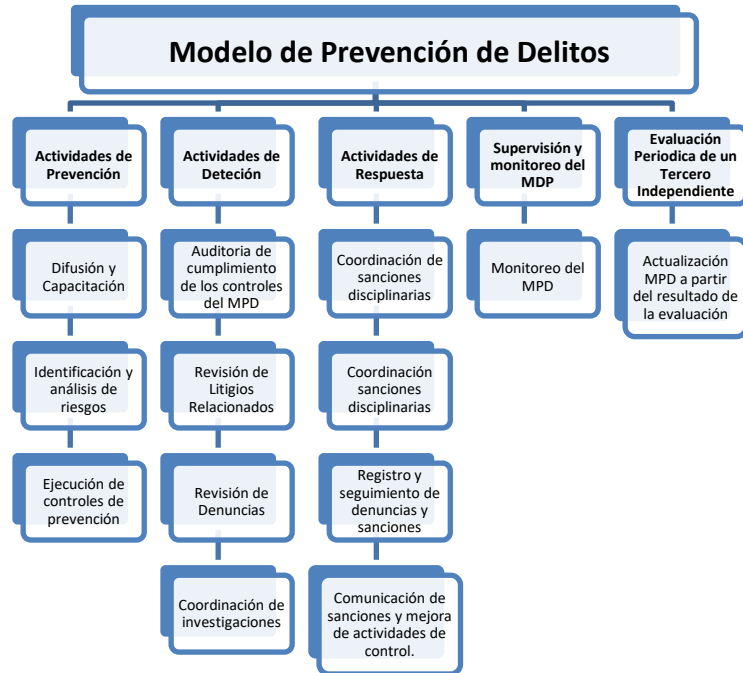 Modelo de Prevención de Delitos
Actividades de
Prevención
Difusión y
Capacitación
Identificación y
análisis de
riesgos
Ejecución de
controles de
prevención
Actividades de
Deteción
Auditoria de
cumplimiento
de los controles
del MPD
Revisión de
Litigios
Relacionados
Revisión de
Denuncias
Coordinación de
investigaciones
Actividades de
Respuesta
Coordinación de
sanciones
disciplinarias
Coordinación
sanciones
disciplinarias
Registro y
seguimiento de
denuncias y
sanciones
Comunicación de
sanciones y mejora
de actividades de
control.
Supervisión y
monitoreo del
MDP
Monitoreo del
MPD
Evaluación
Periodica de un
Tercero
Independiente
Actualización
MPD a partir
del resultado de
la evaluación